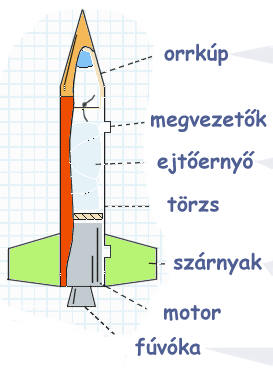 orrkúp
megvezetők
ejtőernyő
törzs
szárnyak
motor
fúvóka